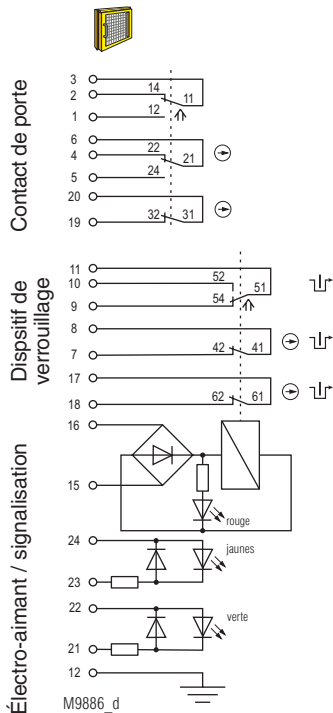 Contact de porte
3
2 14 11
1 12
6
4 22 21
5 24
20
19 32 31
Dispsitif de
verrouillage
11
10 52
51
9 54
8
7 42 41
17
18 62 61
Électro-aimant / signalisation
16
15
rouge
24
jaunes
23
22
verte
21
12
M9886_d